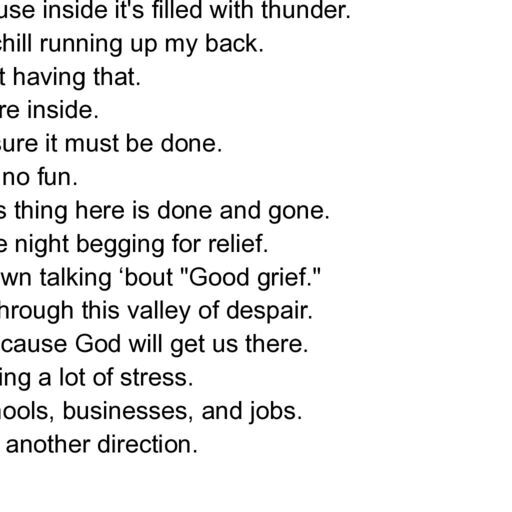 use inside it's filled with thunder.
chill running up my back.
t having that.
re inside.
sure it must be done.
no fun.
s thing here is done and gone.
e night begging for relief.
wn talking ‘bout "Good grief."
hrough this valley of despair.
cause God will get us there.
ing a lot of stress.
ools, businesses, and jobs.
another direction.